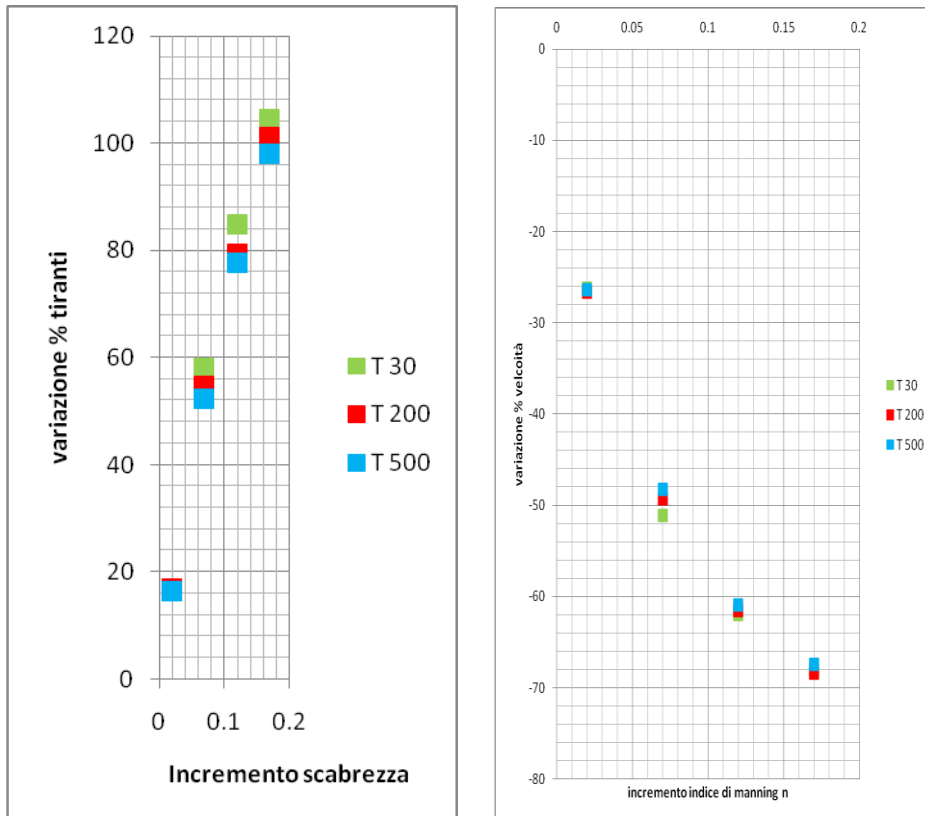 120
100
80
60
40
20
0
0 0.1 0.2
variazione % tiranti
Incremento scabrezza
T 30
T 200
T 500
0 0.05 0.1 0.15 0.2
0
-10
-20
-30
-40
-50
-60
-70
-80
variazione % velcoità
incremento indice di manning n
T 30
T 200
T 500